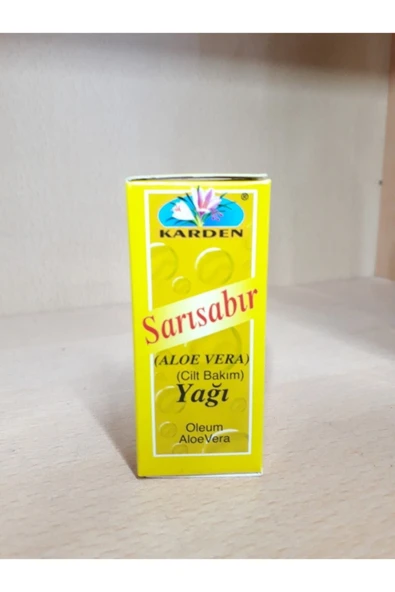 ®
KARDEN
Sarısabır
(ALOE VERA)
(Cilt Bakım)
Yağı
Oleum
AloeVera